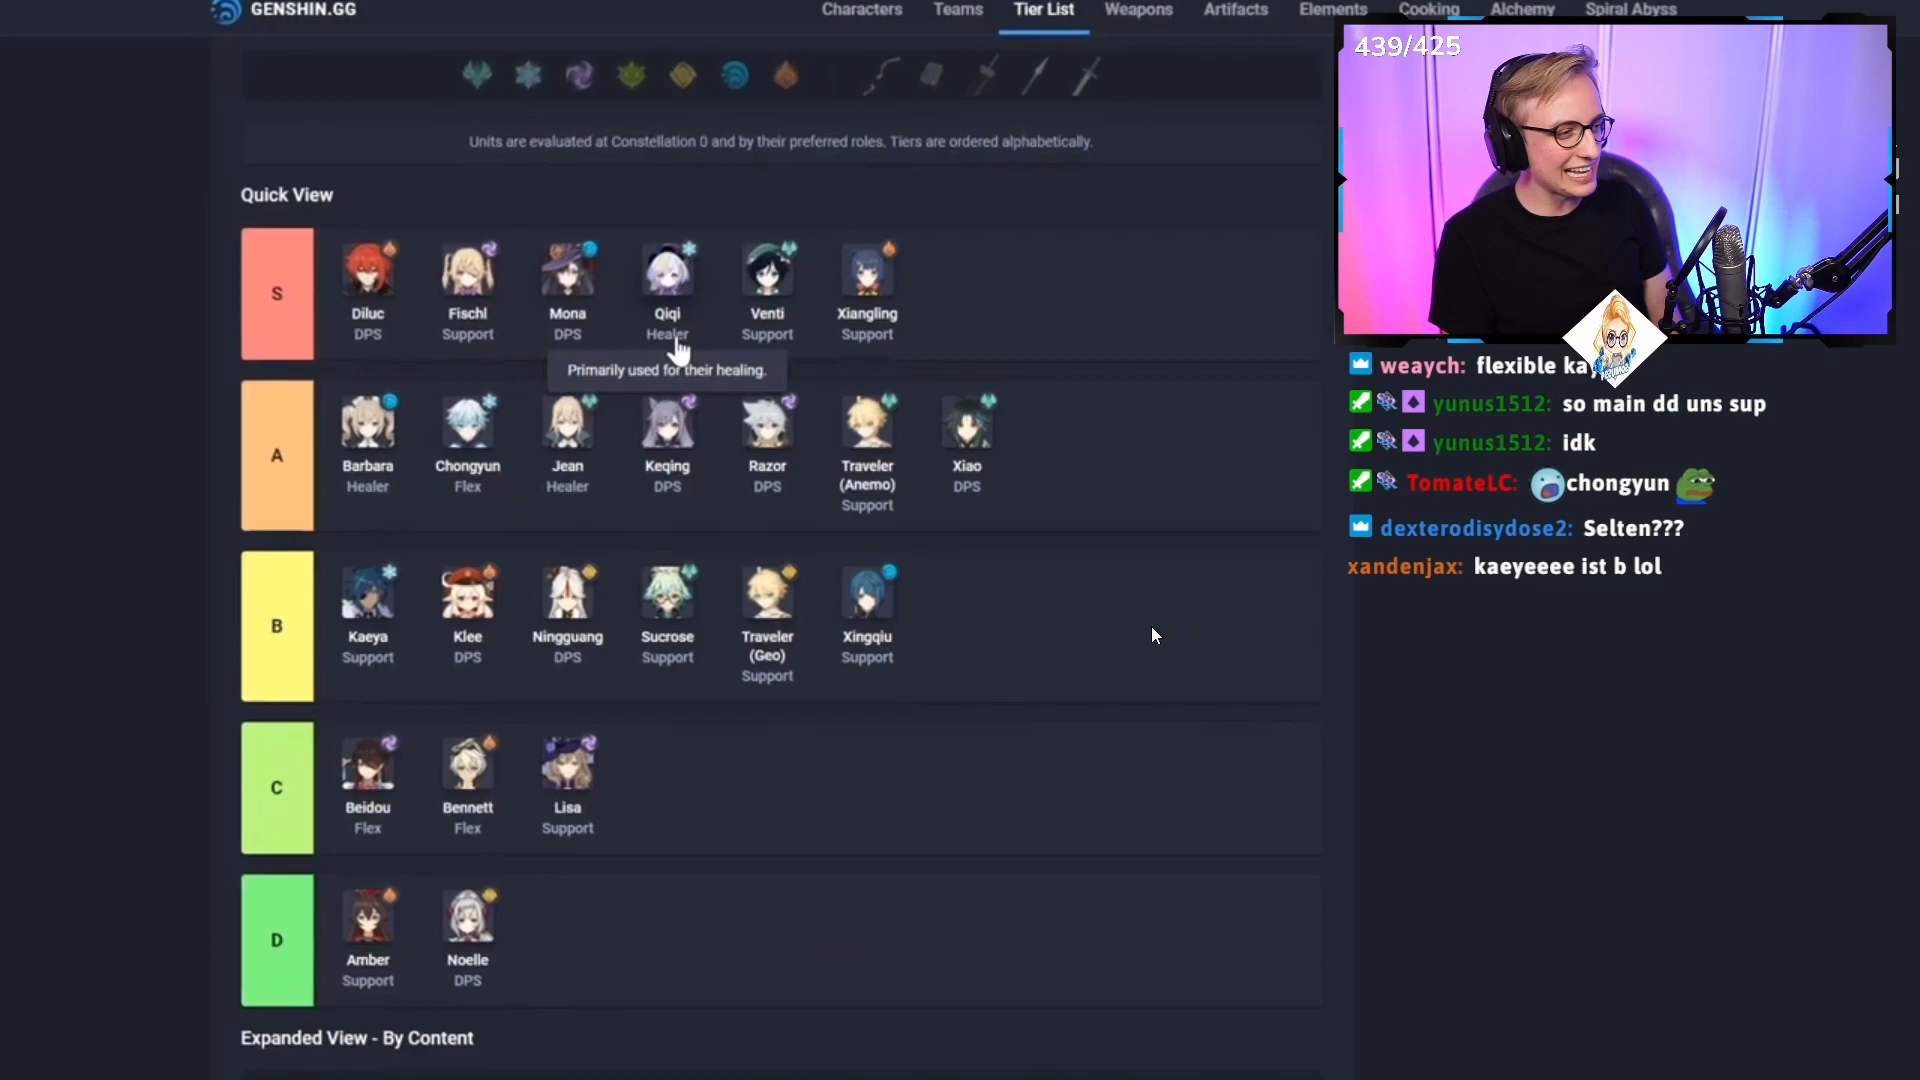 GENSHIN.GG
Characters
Teams
Tier List
Weapons
Artifacts
Elements
Cooking
Alchemy
Spiral Abyss
439/425
Units are evaluated at Constellation 0 and by their preferred roles. Tiers are ordered alphabetically.
Quick View
S
Diluc
DPS
Fischl
Support
Mona
DPS
Qiqi
Healer
Venti
Support
Xiangling
Support
Primarily used for their healing.
A
Barbara
Healer
Chongyun
Flex
Jean
Healer
Keqing
DPS
Razor
DPS
Traveler
(Anemo)
Support
Xiao
DPS
B
Kaeya
Support
Klee
DPS
Ningguang
DPS
Sucrose
Support
Traveler
(Geo)
Support
Xingqiu
Support
C
Beidou
Flex
Bennett
Flex
Lisa
Support
D
Amber
Support
Noelle
DPS
Expanded View - By Content
weaych: flexible
yunus1512: so main dd uns sup
yunus1512: idk
TomateLC: chongyun
dexterodisydose2: Selten???
xandenjax: kaeyeeee ist b lol